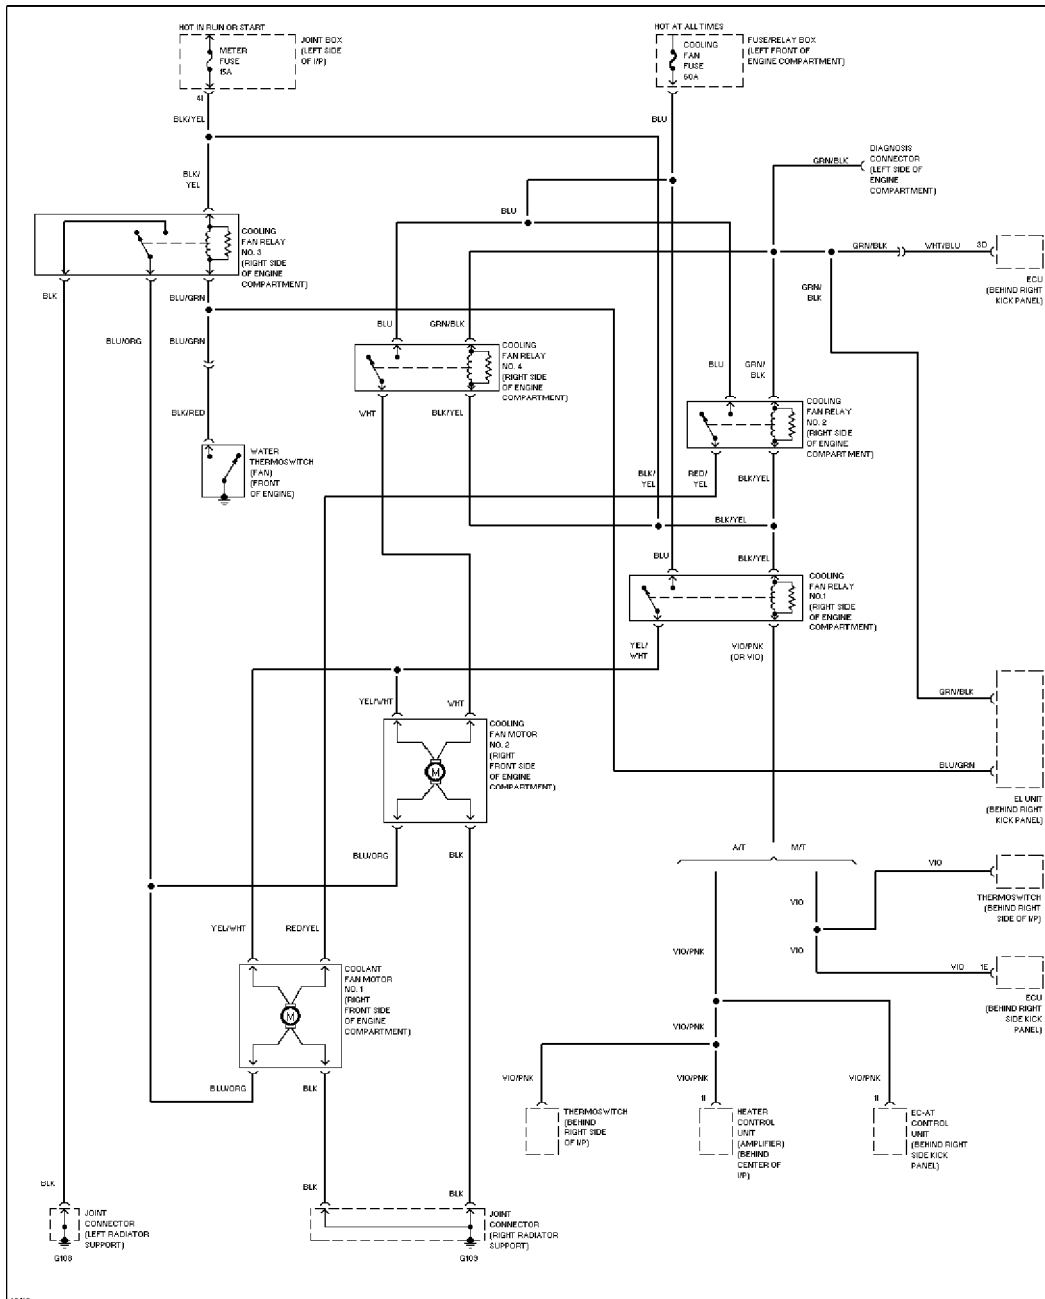 HOT IN RUN OR START
METER
FUSE
15A
JOINT BOX
(LEFT SIDE
OF I/P)
HOT AT ALL TIMES
COOLING
FAN
FUSE
60A
FUSE/RELAY BOX
(LEFT FRONT OF
ENGINE COMPARTMENT)
4I
BLK/YEL
BLU
BLK/
YEL
GRN/BLK
DIAGNOSIS
CONNECTOR
(LEFT SIDE OF
ENGINE
COMPARTMENT)
BLU
COOLING
FAN RELAY
NO. 3
(RIGHT SIDE
OF ENGINE
COMPARTMENT)
GRN/BLK
WHT/BLU
3D
ECU
(BEHIND RIGHT
KICK PANEL)
GRN/
BLK
BLK
BLU/GRN
BLU/ORG
BLU/GRN
BLU
GRN/BLK
COOLING
FAN RELAY
NO. 4
(RIGHT SIDE
OF ENGINE
COMPARTMENT)
BLU
GRN/
BLK
BLK/RED
WHT
BLK/YEL
COOLING
FAN RELAY
NO. 2
(RIGHT SIDE
OF ENGINE
COMPARTMENT)
WATER
THERMOSWITCH
(FAN)
(FRONT
OF ENGINE)
BLK/
YEL
RED/
YEL
BLK/YEL
BLK/YEL
BLU
BLK/YEL
COOLING
FAN RELAY
NO.1
(RIGHT SIDE
OF ENGINE
COMPARTMENT)
YEL/
WHT
VIO/PNK
(OR VIO)
YEL/WHT
WHT
GRN/BLK
COOLING
FAN MOTOR
NO. 2
(RIGHT
FRONT SIDE
OF ENGINE
COMPARTMENT)
M
BLU/GRN
EL UNIT
(BEHIND RIGHT
KICK PANEL)
BLU/ORG
BLK
A/T
M/T
VIO
THERMOSWITCH
(BEHIND RIGHT
SIDE OF I/P)
VIO
YEL/WHT
RED/YEL
VIO/PNK
VIO
VIO
1E
ECU
(BEHIND RIGHT
SIDE KICK
PANEL)
COOLANT
FAN MOTOR
NO. 1
(RIGHT
FRONT SIDE
OF ENGINE
COMPARTMENT)
M
VIO/PNK
BLU/ORG
BLK
VIO/PNK
VIO/PNK
VIO/PNK
1I
1I
THERMOSWITCH
(BEHIND
RIGHT SIDE
OF I/P)
HEATER
CONTROL
UNIT
(AMPLIFIER)
(BEHIND
CENTER OF
I/P)
EC-AT
CONTROL
UNIT
(BEHIND RIGHT
SIDE KICK
PANEL)
BLK
BLK
BLK
JOINT
CONNECTOR
(LEFT RADIATOR
SUPPORT)
G108
JOINT
CONNECTOR
(RIGHT RADIATOR
SUPPORT)
G109